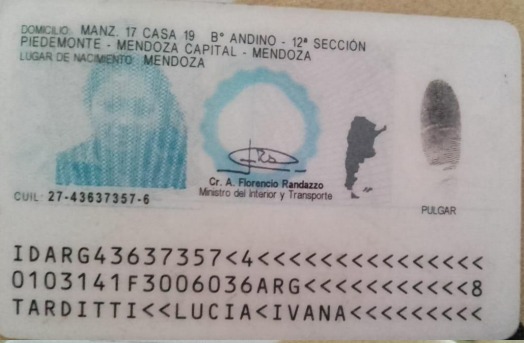 DOMICILIO: MANZ. 17 CASA 19 B° ANDINO - 12ª SECCIÓN
PIEDEMONTE - MENDOZA CAPITAL - MENDOZA
LUGAR DE NACIMIENTO: MENDOZA
Cr. A. Florencio Randazzo
Ministro del Interior y Transporte
CUIL: 27-43637357-6
PULGAR
IDARG43637357<4<<<<<<<<<<<<<<<
0103141F3006036ARG<<<<<<<<<<<8
TARDITTI<<LUCIA<IVANA<<<<<<<<<